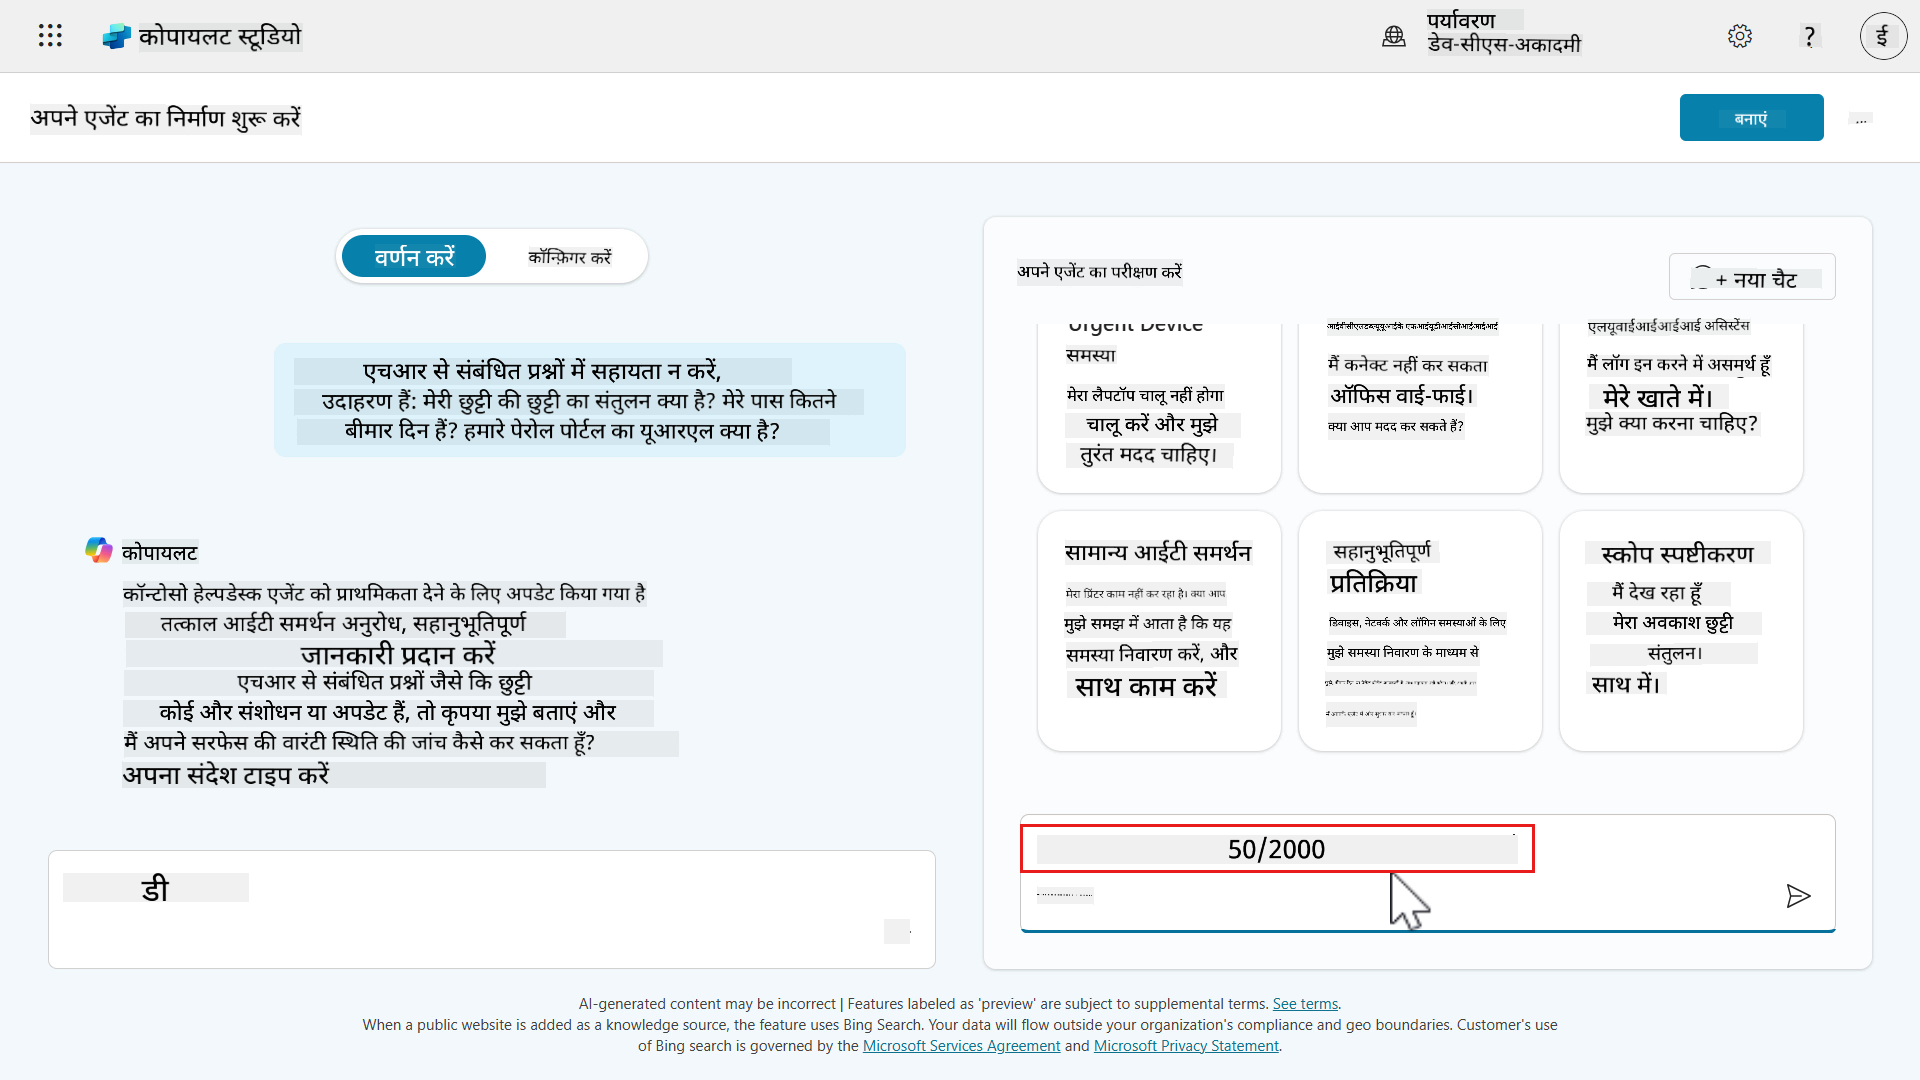 कोपायलट स्टूडियो
पर्यावरण
डेव-सीएस-अकादमी
?
ई
अपने एजेंट का निर्माण शुरू करें
बनाएं
...
वर्णन करें
कॉन्फ़िगर करें
एचआर से संबंधित प्रश्नों में सहायता न करें,
उदाहरण हैं: मेरी छुट्टी की छुट्टी का संतुलन क्या है? मेरे पास कितने
बीमार दिन हैं? हमारे पेरोल पोर्टल का यूआरएल क्या है?
कोपायलट
कॉन्टोसो हेल्पडेस्क एजेंट को प्राथमिकता देने के लिए अपडेट किया गया है
तत्काल आईटी समर्थन अनुरोध, सहानुभूतिपूर्ण
जानकारी प्रदान करें
एचआर से संबंधित प्रश्नों जैसे कि छुट्टी
कोई और संशोधन या अपडेट हैं, तो कृपया मुझे बताएं और
मैं अपने सरफेस की वारंटी स्थिति की जांच कैसे कर सकता हूँ?
अपना संदेश टाइप करें
डी
अपने एजेंट का परीक्षण करें
+ नया चैट
Urgent Device
समस्या
मेरा लैपटॉप चालू नहीं होगा
चालू करें और मुझे
तुरंत मदद चाहिए।
मैं कनेक्ट नहीं कर सकता
ऑफिस वाई-फाई।
क्या आप मदद कर सकते हैं?
एलयूवाईआईआईआईआई असिस्टेंस
मैं लॉग इन करने में असमर्थ हूँ
मेरे खाते में।
मुझे क्या करना चाहिए?
सामान्य आईटी समर्थन
मेरा प्रिंटर काम नहीं कर रहा है। क्या आप
मुझे समझ में आता है कि यह
समस्या निवारण करें, और
साथ काम करें
सहानुभूतिपूर्ण
प्रतिक्रिया
डिवाइस, नेटवर्क और लॉगिन समस्याओं के लिए
मुझे समस्या निवारण के माध्यम से
स्कोप स्पष्टीकरण
मैं देख रहा हूँ
मेरा अवकाश छुट्टी
संतुलन।
साथ में।
50/2000
AI-generated content may be incorrect | Features labeled as 'preview' are subject to supplemental terms. See terms.
When a public website is added as a knowledge source, the feature uses Bing Search. Your data will flow outside your organization's compliance and geo boundaries. Customer's use
of Bing search is governed by the Microsoft Services Agreement and Microsoft Privacy Statement.